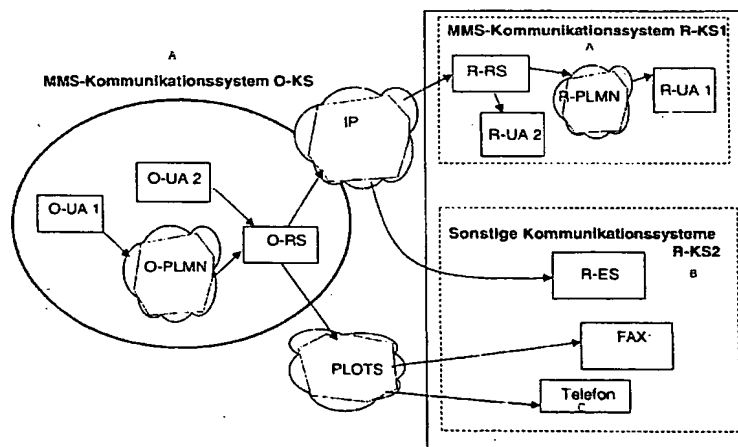 A
MMS-Kommunikationssystem O-KS
O-UA 1
O-UA 2
O-PLMN
O-RS
IP
PLOTS
MMS-Kommunikationssystem R-KS1
A
R-RS
R-PLMN
R-UA 1
R-UA 2
Sonstige Kommunikationssysteme
R-KS2
B
R-ES
FAX
Telefon
C